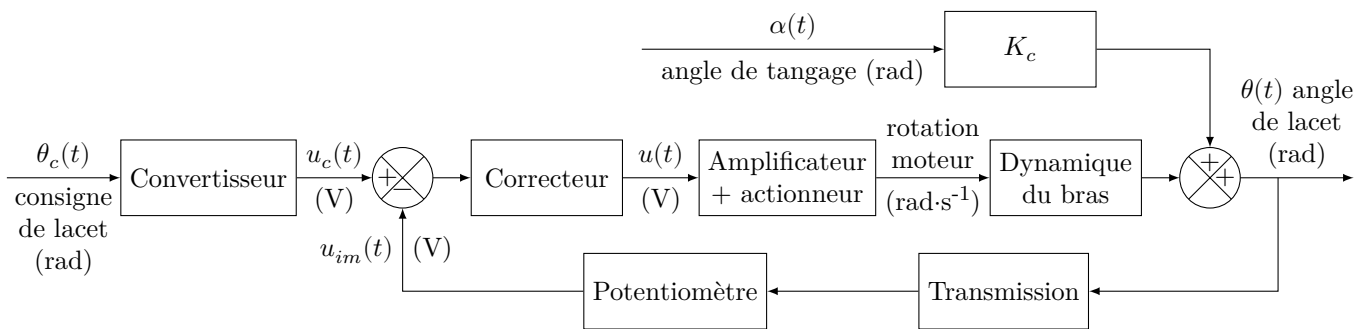 α(t)
angle de tangage (rad)
K_c
θ(t) angle
de lacet
(rad)
θ_c(t)
consigne
de lacet
(rad)
Convertisseur
u_c(t)
(V)
+
−
Correcteur
u(t)
(V)
Amplificateur
+ actionneur
rotation
moteur
(rad·s⁻¹)
Dynamique
du bras
+
+
u_im(t)
(V)
Potentiomètre
Transmission